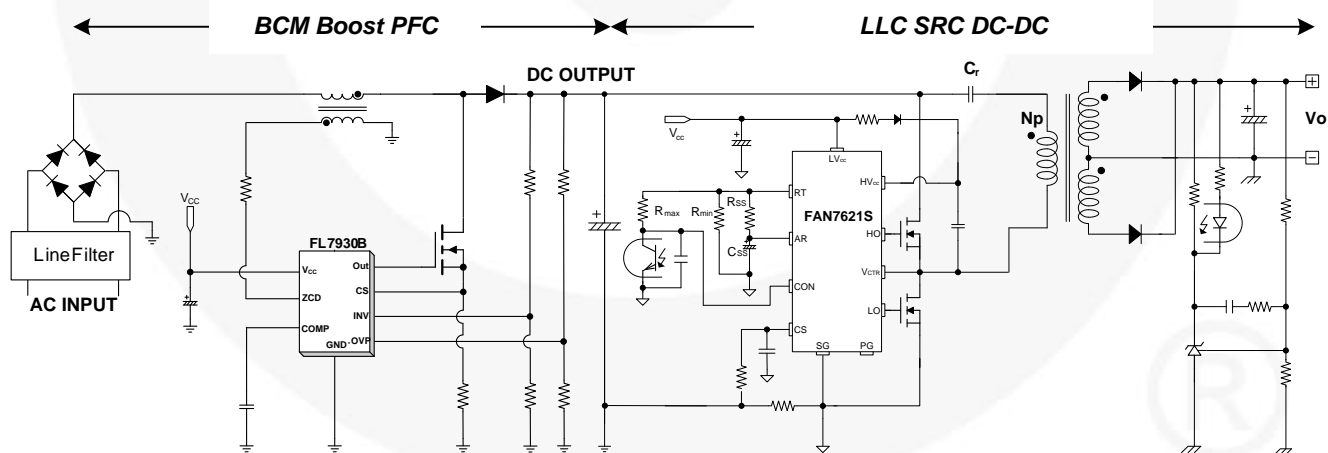 BCM Boost PFC
LLC SRC DC-DC
DC OUTPUT
Cr
Np
Vo
+
−
VCC
LineFilter
AC INPUT
FL7930B
VCC
ZCD
COMP
GND
Out
CS
INV
OVP
+
Vcc
+
LVcc
RT
AR
CON
CS
SG
PG
FAN7621S
HVcc
HO
VCTR
LO
Rmax
Rmin
RSS
CSS
+
+
+
®